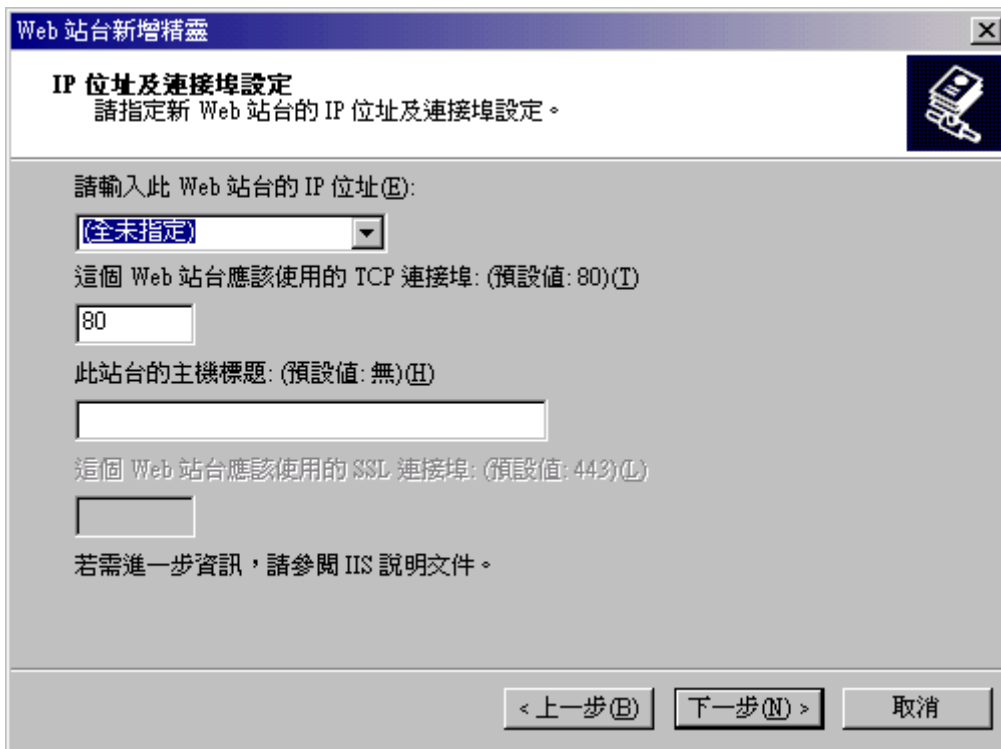 Web 站台新增精靈
IP 位址及連接埠設定
請指定新 Web 站台的 IP 位址及連接埠設定。
請輸入此 Web 站台的 IP 位址(E):
(全未指定)
這個 Web 站台應該使用的 TCP 連接埠: (預設值: 80)(T)
80
此站台的主機標題: (預設值: 無)(H)
這個 Web 站台應該使用的 SSL 連接埠: (預設值: 443)(L)
若需進一步資訊，請參閱 IIS 說明文件。
< 上一步(B) 下一步(N) > 取消